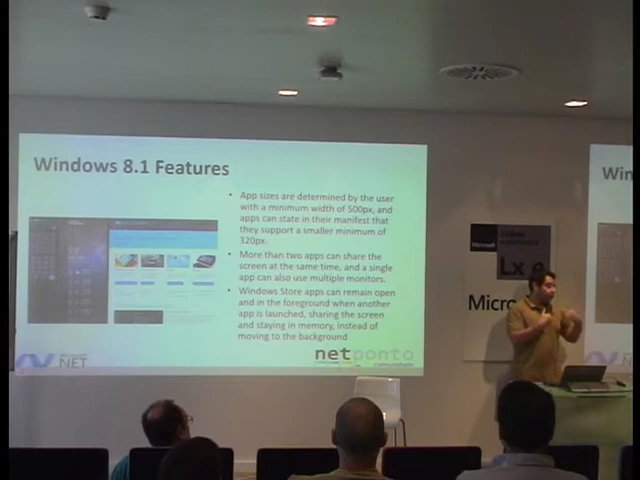 Windows 8.1 Features
• App sizes are determined by the user
with a minimum width of 500px, and
apps can state in their manifest that
they support a smaller minimum of
320px.
• More than two apps can share the
screen at the same time, and a single
app can also use multiple monitors.
• Windows Store apps can remain open
and in the foreground when another
app is launched, sharing the screen
and staying in memory, instead of
moving to the background
NET
netponto
comunidade
Microsoft
Lx
Micro
Win
NET